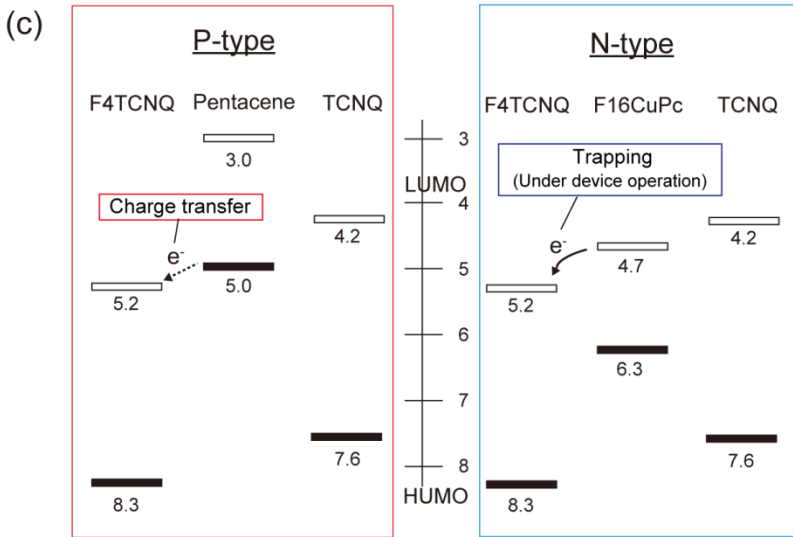 (c)
P-type
F4TCNQ Pentacene TCNQ
3.0
Charge transfer
e-
4.2
5.2
5.0
7.6
8.3
LUMO
3
4
5
6
7
8
HUMO
N-type
F4TCNQ F16CuPc TCNQ
Trapping
(Under device operation)
e-
4.2
4.7
5.2
6.3
7.6
8.3